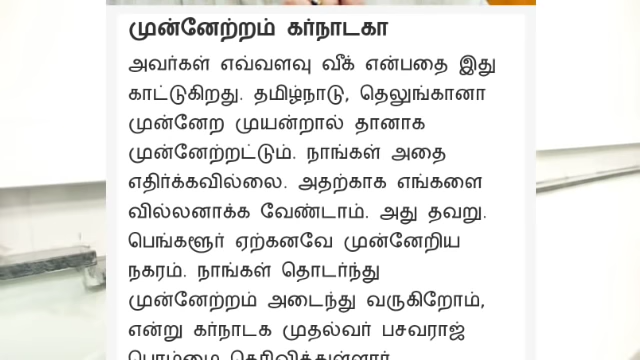 முன்னேற்றம் கர்நாடகா
அவர்கள் எவ்வளவு வீக் என்பதை இது
காட்டுகிறது. தமிழ்நாடு, தெலுங்கானா
முன்னேற முயன்றால் தானாக
முன்னேற்றட்டும். நாங்கள் அதை
எதிர்க்கவில்லை. அதற்காக எங்களை
வில்லனாக்க வேண்டாம். அது தவறு.
பெங்களூர் ஏற்கனவே முன்னேறிய
நகரம். நாங்கள் தொடர்ந்து
முன்னேற்றம் அடைந்து வருகிறோம்,
என்று கர்நாடக முதல்வர் பசவராஜ்
பொம்மை தெரிவித்துள்ளார்.